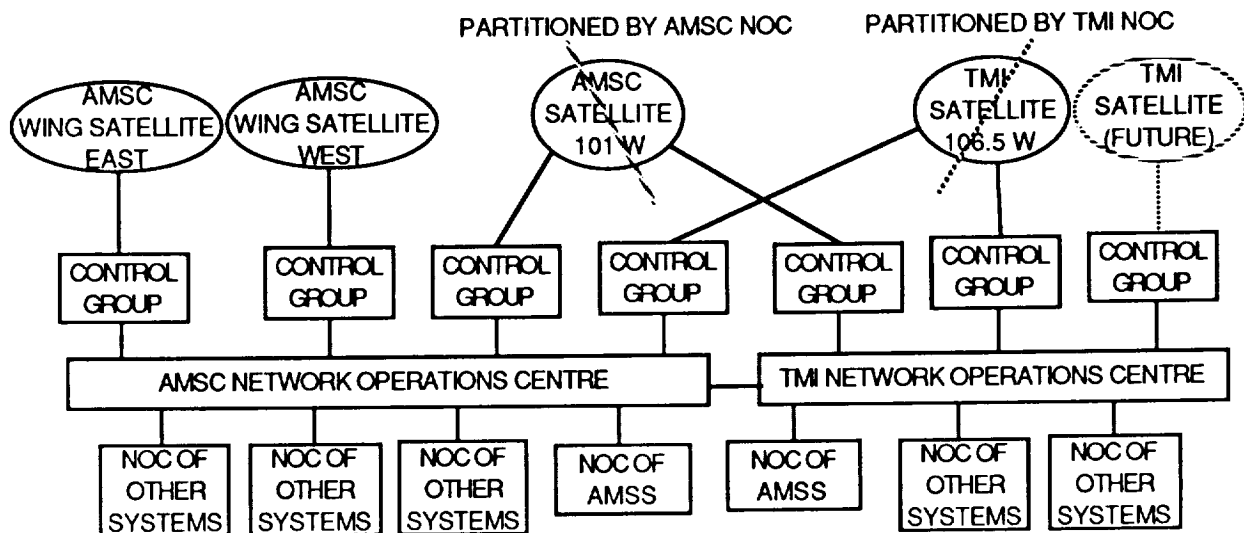 PARTITIONED BY AMSC NOC
PARTITIONED BY TMI NOC
AMSC
WING SATELLITE
EAST
AMSC
WING SATELLITE
WEST
AMSC
SATELLITE
101 W
TMI
SATELLITE
106.5 W
TMI
SATELLITE
(FUTURE)
CONTROL
GROUP
CONTROL
GROUP
CONTROL
GROUP
CONTROL
GROUP
CONTROL
GROUP
CONTROL
GROUP
CONTROL
GROUP
AMSC NETWORK OPERATIONS CENTRE
TMI NETWORK OPERATIONS CENTRE
NOC OF
OTHER
SYSTEMS
NOC OF
OTHER
SYSTEMS
NOC OF
OTHER
SYSTEMS
NOC OF
AMSS
NOC OF
AMSS
NOC OF
OTHER
SYSTEMS
NOC OF
OTHER
SYSTEMS